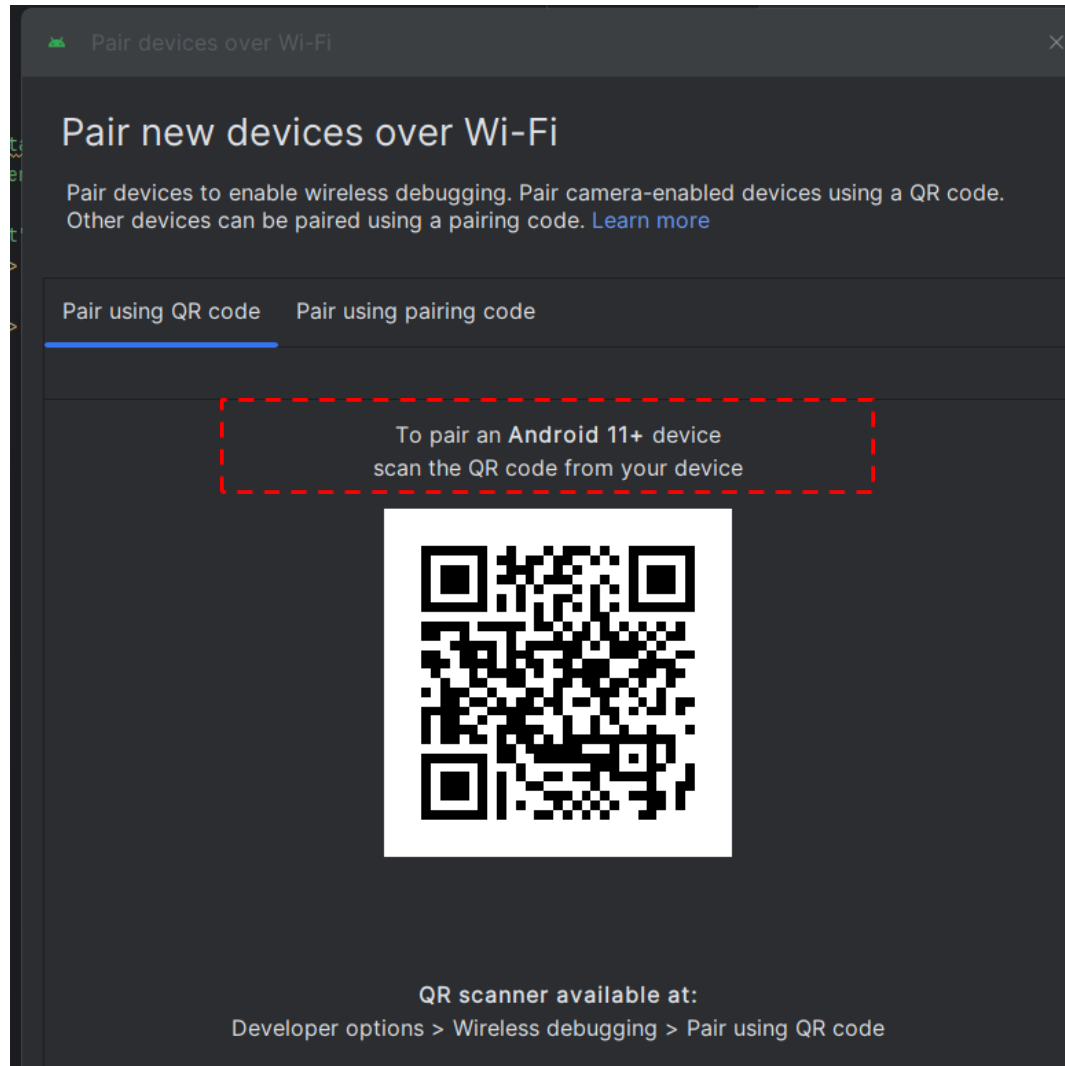 Pair devices over Wi-Fi
Pair new devices over Wi-Fi
Pair devices to enable wireless debugging. Pair camera-enabled devices using a QR code.
Other devices can be paired using a pairing code. Learn more
Pair using QR code Pair using pairing code
To pair an Android 11+ device
scan the QR code from your device
QR scanner available at:
Developer options > Wireless debugging > Pair using QR code